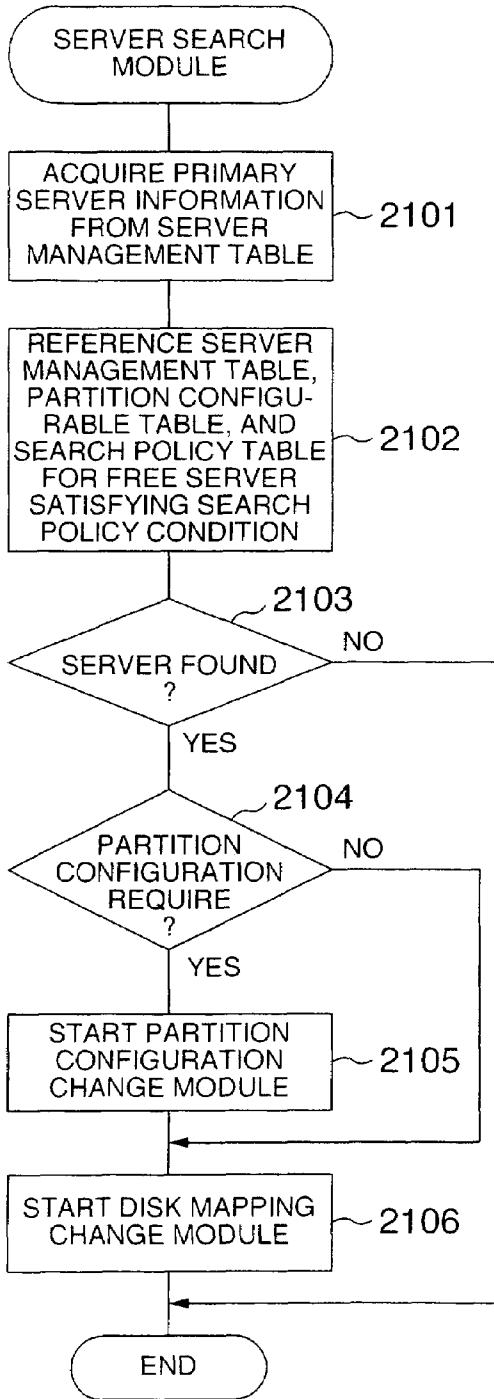 SERVER SEARCH
MODULE
ACQUIRE PRIMARY
SERVER INFORMATION
FROM SERVER
MANAGEMENT TABLE
2101
REFERENCE SERVER
MANAGEMENT TABLE,
PARTITION CONFIGU-
RABLE TABLE, AND
SEARCH POLICY TABLE
FOR FREE SERVER
SATISFYING SEARCH
POLICY CONDITION
2102
2103
SERVER FOUND
?
NO
YES
2104
PARTITION
CONFIGURATION
REQUIRE
?
NO
YES
START PARTITION
CONFIGURATION
CHANGE MODULE
2105
START DISK MAPPING
CHANGE MODULE
2106
END